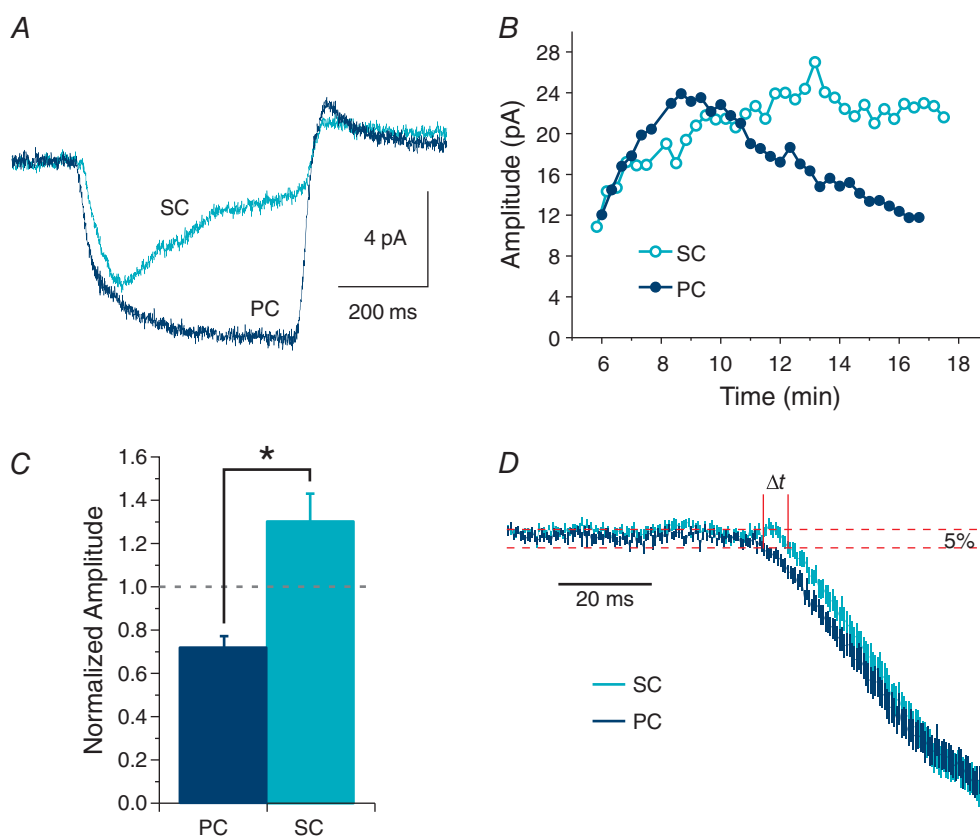 A
SC
PC
4 pA
200 ms
B
Amplitude (pA)
28
24
20
16
12
8
4
0
SC
PC
6 8 10 12 14 16 18
Time (min)
C
Normalized Amplitude
1.6
1.4
1.2
1.0
0.8
0.6
0.4
0.2
0.0
*
PC SC
D
Δt
5%
20 ms
SC
PC